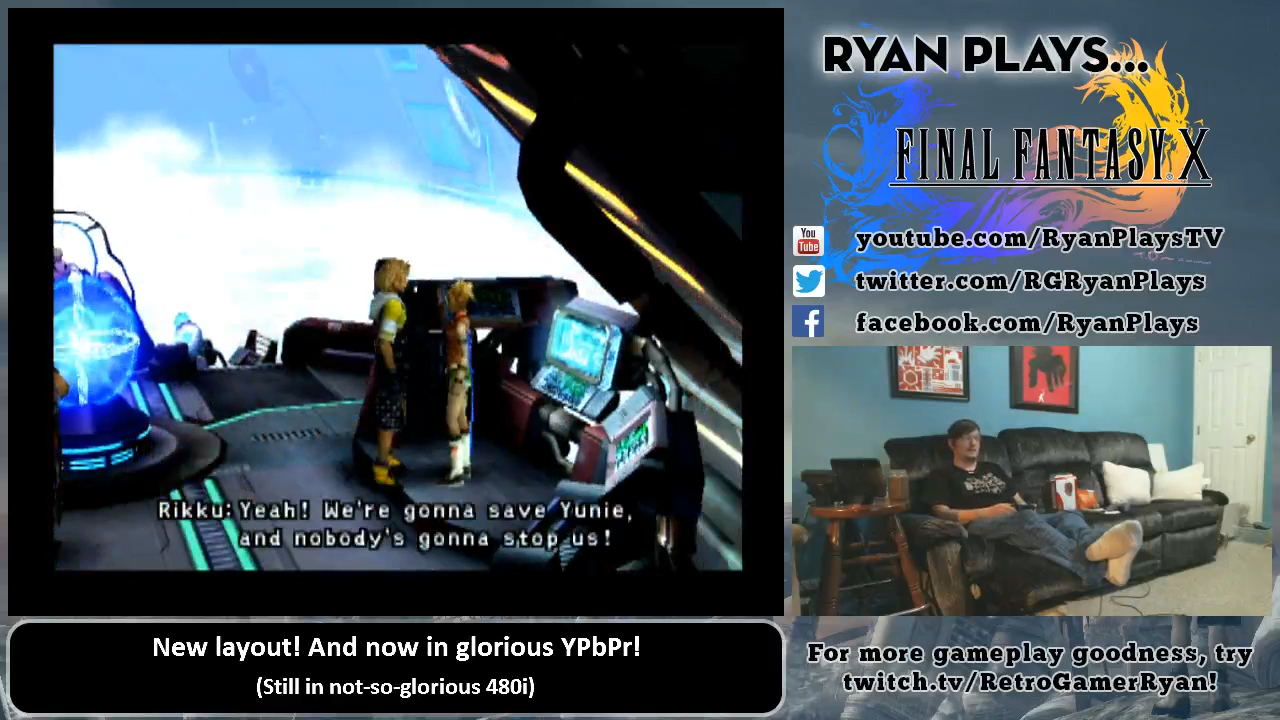 RYAN PLAYS...
FINAL FANTASY X
You
Tube
youtube.com/RyanPlaysTV
twitter.com/RGRyanPlays
facebook.com/RyanPlays
Rikku: Yeah! We're gonna save Yunie,
and nobody's gonna stop us!
New layout! And now in glorious YPbPr!
(Still in not-so-glorious 480i)
For more gameplay goodness, try
twitch.tv/RetroGamerRyan!